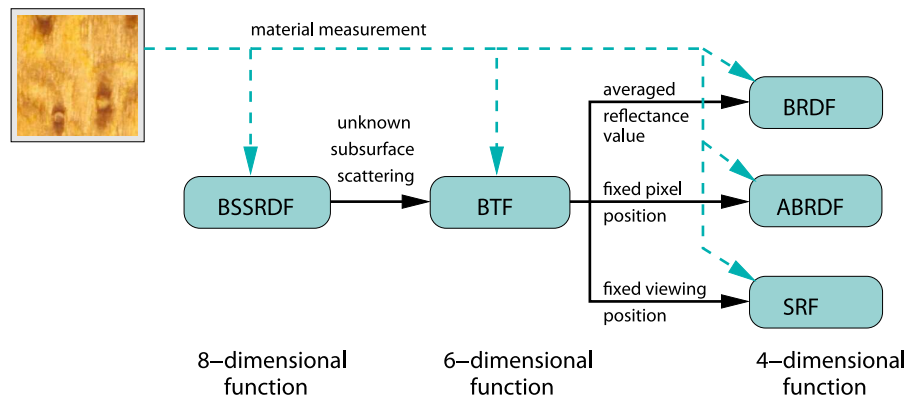 material measurement
averaged
reflectance
value
BRDF
unknown
subsurface
scattering
BSSRDF
BTF
fixed pixel
position
ABRDF
fixed viewing
position
SRF
8–dimensional
function
6–dimensional
function
4–dimensional
function